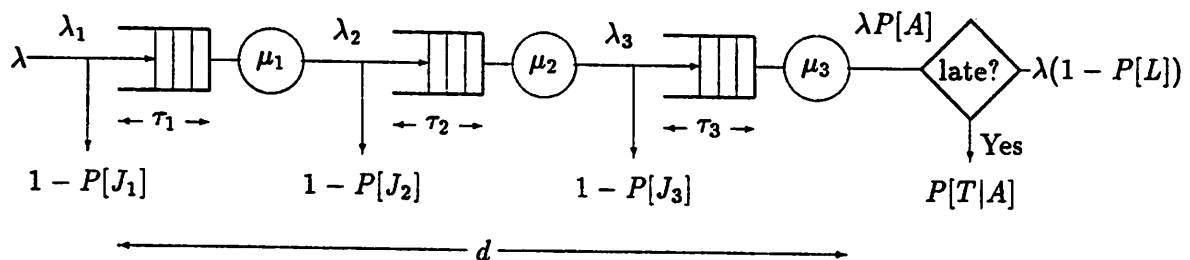 λ₁ λ₂ λ₃ λP[A]
λ μ₁ μ₂ μ₃ late? λ(1 − P[L])
τ₁ τ₂ τ₃ Yes
1 − P[J₁] 1 − P[J₂] 1 − P[J₃] P[T|A]
d